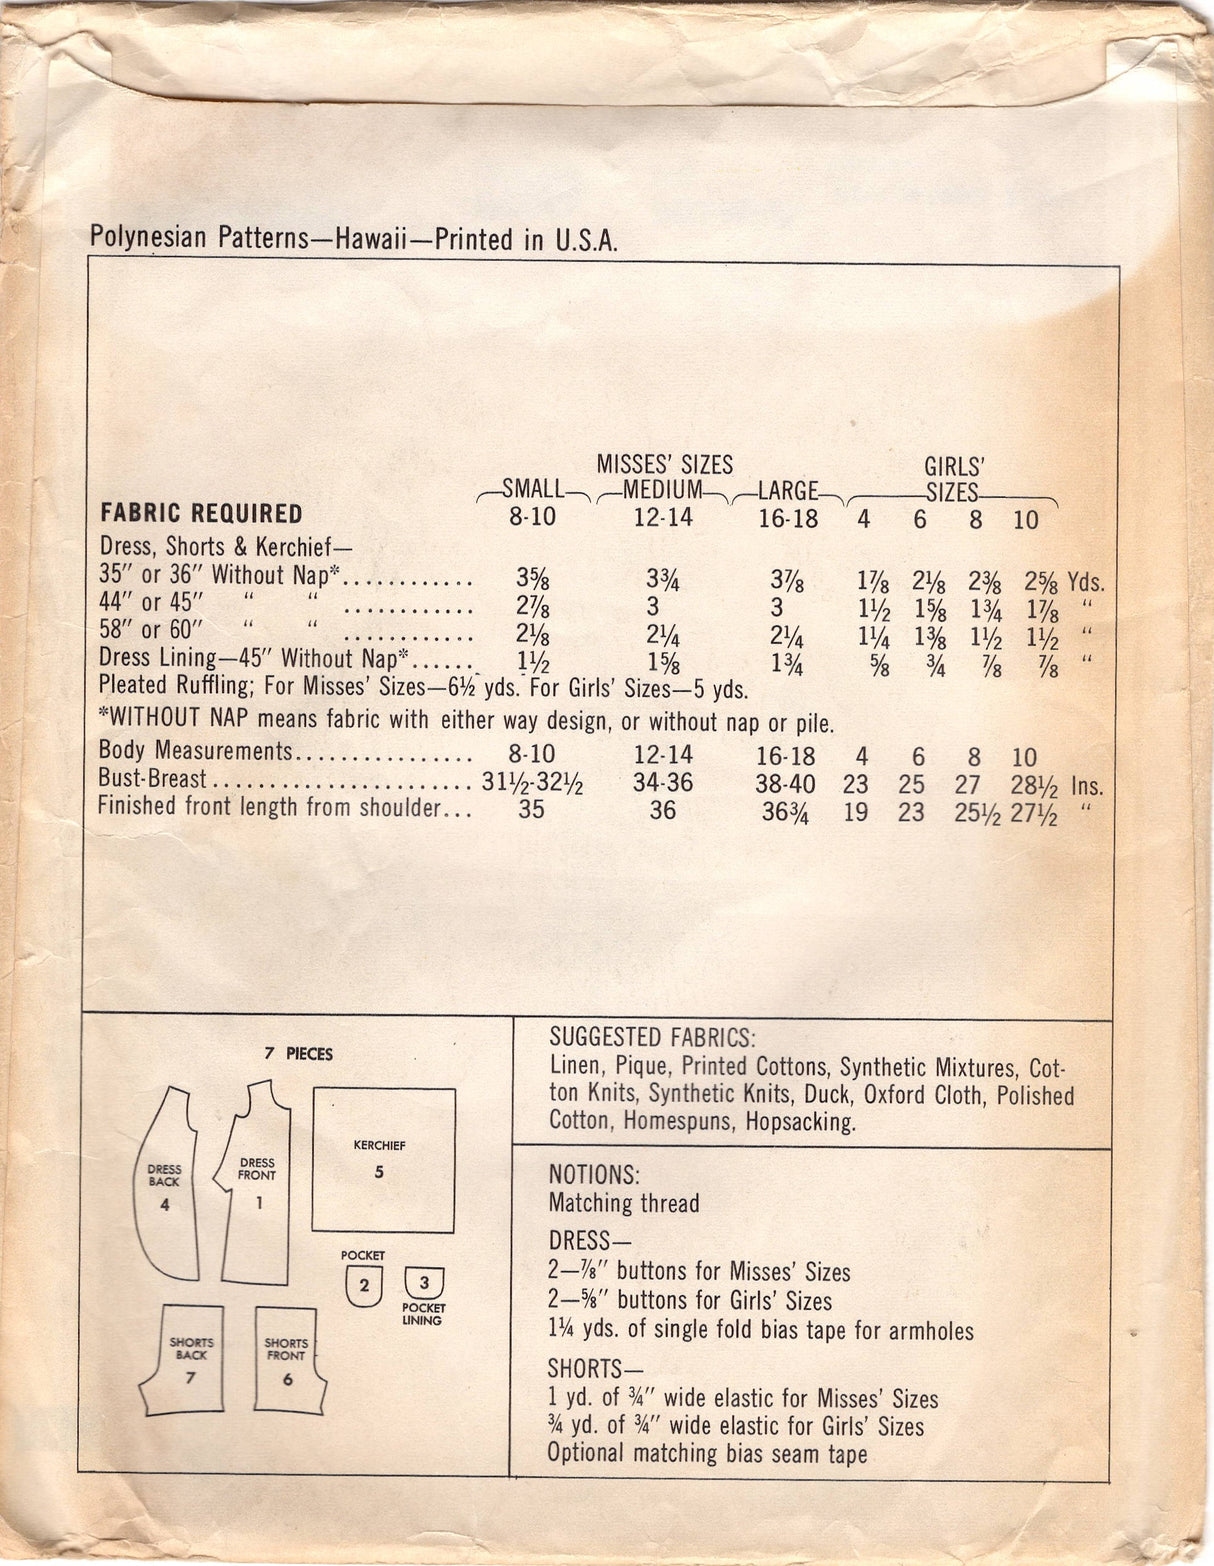 Polynesian Patterns—Hawaii—Printed in U.S.A.
MISSES' SIZES GIRLS'
SMALL MEDIUM LARGE SIZES
FABRIC REQUIRED 8-10 12-14 16-18 4 6 8 10
Dress, Shorts & Kerchief—
35" or 36" Without Nap*............ 3⅝ 3¾ 3⅞ 1⅞ 2⅛ 2⅜ 2⅝ Yds.
44" or 45" " " ............ 2⅞ 3 3 1½ 1⅝ 1¾ 1⅞ "
58" or 60" " " ............ 2⅛ 2¼ 2¼ 1¼ 1⅜ 1½ 1½ "
Dress Lining—45" Without Nap*...... 1½ 1⅝ 1¾ ⅝ ¾ ⅞ ⅞ "
Pleated Ruffling; For Misses' Sizes—6½ yds. For Girls' Sizes—5 yds.
*WITHOUT NAP means fabric with either way design, or without nap or pile.
Body Measurements................ 8-10 12-14 16-18 4 6 8 10
Bust-Breast........................ 31½-32½ 34-36 38-40 23 25 27 28½ Ins.
Finished front length from shoulder... 35 36 36¾ 19 23 25½ 27½ "
7 PIECES
DRESS
BACK
4
DRESS
FRONT
1
KERCHIEF
5
POCKET
2
3
POCKET
LINING
SHORTS
BACK
7
SHORTS
FRONT
6
SUGGESTED FABRICS:
Linen, Pique, Printed Cottons, Synthetic Mixtures, Cot-
ton Knits, Synthetic Knits, Duck, Oxford Cloth, Polished
Cotton, Homespuns, Hopsacking.
NOTIONS:
Matching thread
DRESS—
2—⅞" buttons for Misses' Sizes
2—⅝" buttons for Girls' Sizes
1¼ yds. of single fold bias tape for armholes
SHORTS—
1 yd. of ¾" wide elastic for Misses' Sizes
¾ yd. of ¾" wide elastic for Girls' Sizes
Optional matching bias seam tape